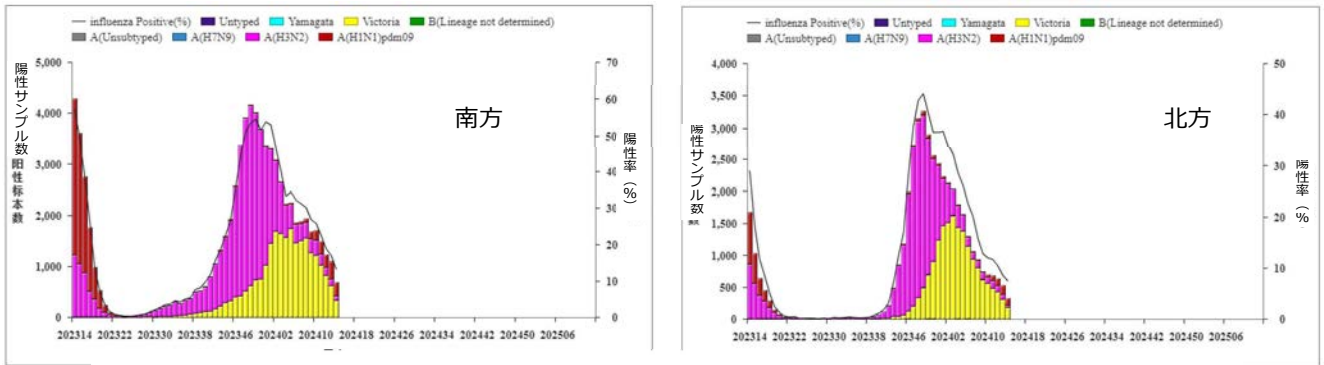 influenza Positive(%) Untyped Yamagata Victoria B(Lineage not determined)
A(Unsubtyped) A(H7N9) A(H3N2) A(H1N1)pdm09
5,000
4,000
3,000
2,000
1,000
0
陽性サンプル数
阳性标本数
南方
70
60
50
40
30
20
10
0
陽性率(%)
202314 202322 202330 202338 202346 202402 202410 202418 202426 202434 202442 202450 202506
influenza Positive(%) Untyped Yamagata Victoria B(Lineage not determined)
A(Unsubtyped) A(H7N9) A(H3N2) A(H1N1)pdm09
4,000
3,500
3,000
2,500
2,000
1,500
1,000
500
0
陽性サンプル数
北方
50
40
30
20
10
0
陽性率(%
202314 202322 202330 202338 202346 202402 202410 202418 202426 202434 202442 202450 202506